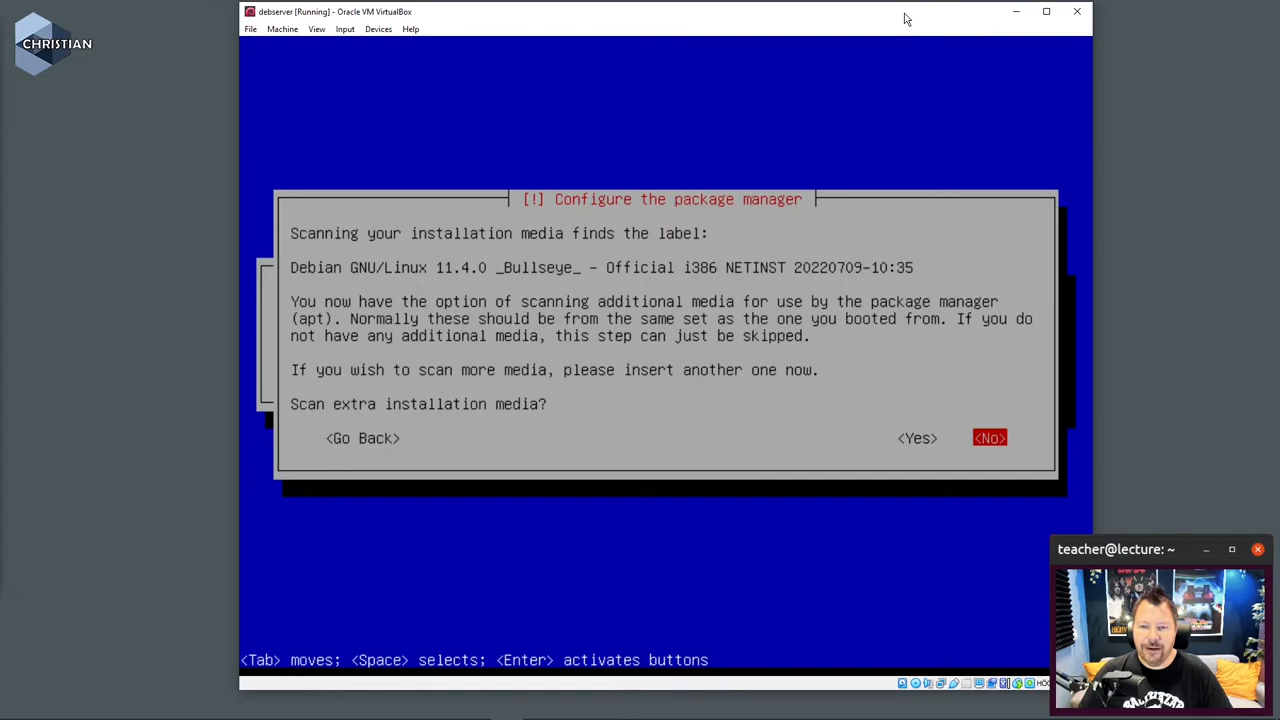 debserver [Running] - Oracle VM VirtualBox
File Machine View Input Devices Help
CHRISTIAN
[!] Configure the package manager
Scanning your installation media finds the label:
Debian GNU/Linux 11.4.0 _Bullseye_ - Official i386 NETINST 20220709-10:35
You now have the option of scanning additional media for use by the package manager
(apt). Normally these should be from the same set as the one you booted from. If you do
not have any additional media, this step can just be skipped.
If you wish to scan more media, please insert another one now.
Scan extra installation media?
<Go Back> <Yes> <No>
teacher@lecture: ~
<Tab> moves; <Space> selects; <Enter> activates buttons